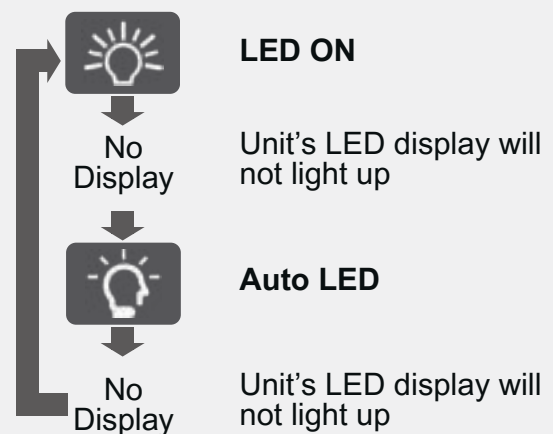 LED ON
No
Display
Unit's LED display will
not light up
Auto LED
No
Display
Unit's LED display will
not light up